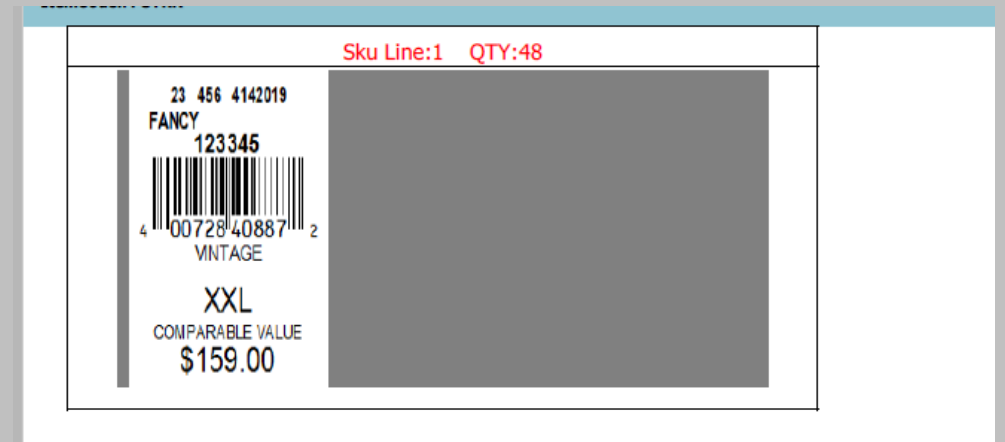 Sku Line:1 QTY:48
23 456 4142019
FANCY
123345
4 00728 40887 2
VINTAGE
XXL
COMPARABLE VALUE
$159.00